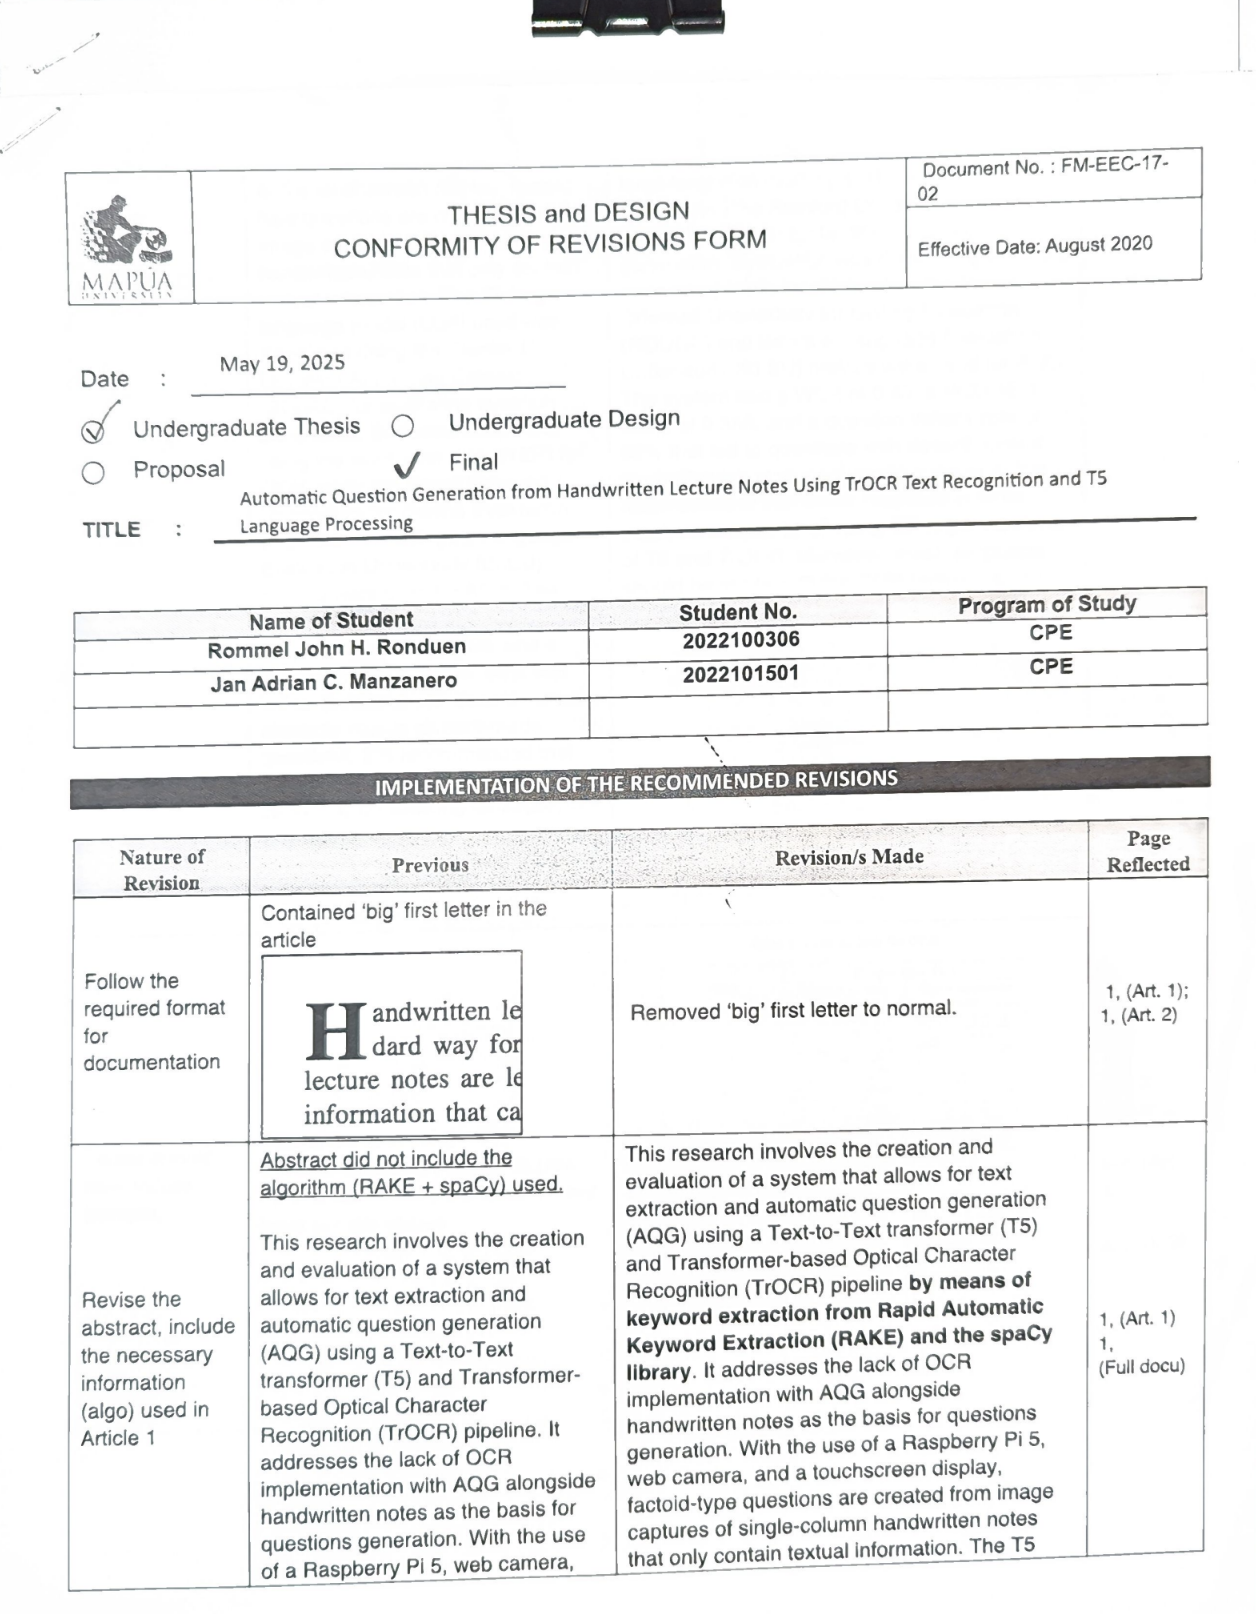 MAPÚA
UNIVERSITY
THESIS and DESIGN
CONFORMITY OF REVISIONS FORM
Document No. : FM-EEC-17-
02
Effective Date: August 2020
Date : May 19, 2025
Undergraduate Thesis Undergraduate Design
Proposal Final
Automatic Question Generation from Handwritten Lecture Notes Using TrOCR Text Recognition and T5
TITLE : Language Processing
Name of Student Student No. Program of Study
Rommel John H. Ronduen 2022100306 CPE
Jan Adrian C. Manzanero 2022101501 CPE
IMPLEMENTATION OF THE RECOMMENDED REVISIONS
Nature of
Revision
Previous
Revision/s Made
Page
Reflected
Follow the
required format
for
documentation
Contained ‘big’ first letter in the
article
Handwritten le
dard way for
lecture notes are le
information that ca
Removed ‘big’ first letter to normal.
1, (Art. 1);
1, (Art. 2)
Revise the
abstract, include
the necessary
information
(algo) used in
Article 1
Abstract did not include the
algorithm (RAKE + spaCy) used.
This research involves the creation
and evaluation of a system that
allows for text extraction and
automatic question generation
(AQG) using a Text-to-Text
transformer (T5) and Transformer-
based Optical Character
Recognition (TrOCR) pipeline. It
addresses the lack of OCR
implementation with AQG alongside
handwritten notes as the basis for
questions generation. With the use
of a Raspberry Pi 5, web camera,
This research involves the creation and
evaluation of a system that allows for text
extraction and automatic question generation
(AQG) using a Text-to-Text transformer (T5)
and Transformer-based Optical Character
Recognition (TrOCR) pipeline by means of
keyword extraction from Rapid Automatic
Keyword Extraction (RAKE) and the spaCy
library. It addresses the lack of OCR
implementation with AQG alongside
handwritten notes as the basis for questions
generation. With the use of a Raspberry Pi 5,
web camera, and a touchscreen display,
factoid-type questions are created from image
captures of single-column handwritten notes
that only contain textual information. The T5
1, (Art. 1)
1,
(Full docu)